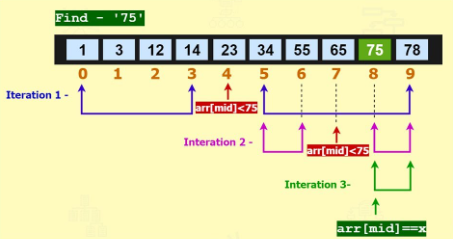 Find - '75'
1 3 12 14 23 34 55 65 75 78
0 1 2 3 4 5 6 7 8 9
Iteration 1 -
arr[mid]<75
Interation 2 -
arr[mid]<75
Interation 3-
arr[mid]==x